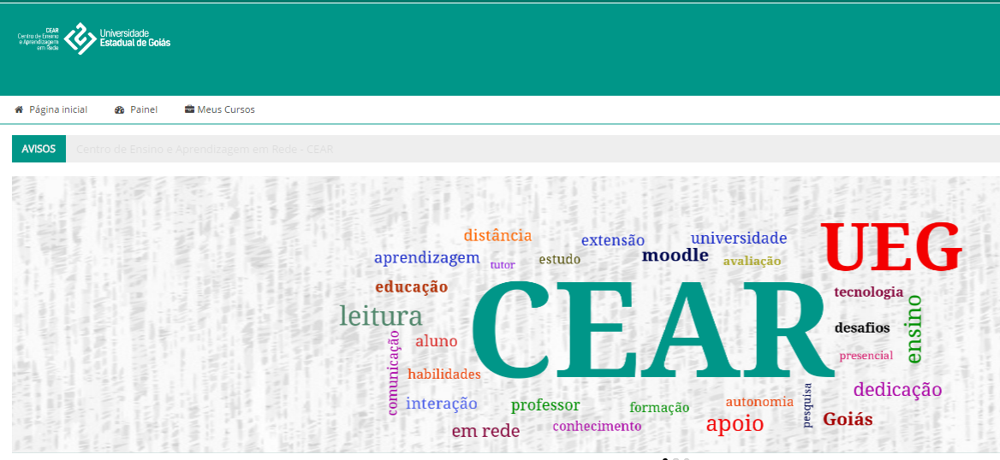 CEAR
Centro de Ensino
e Aprendizagem
em Rede
Universidade
Estadual de Goiás
Página inicial Painel Meus Cursos
AVISOS Centro de Ensino e Aprendizagem em Rede - CEAR
UEG
distância
extensão
universidade
aprendizagem
tutor
estudo
moodle
avaliação
educação
CEAR
tecnologia
leitura
desafios
ensino
aluno
presencial
comunicação
habilidades
interação
professor
formação
autonomia
pesquisa
dedicação
em rede
conhecimento
apoio
Goiás